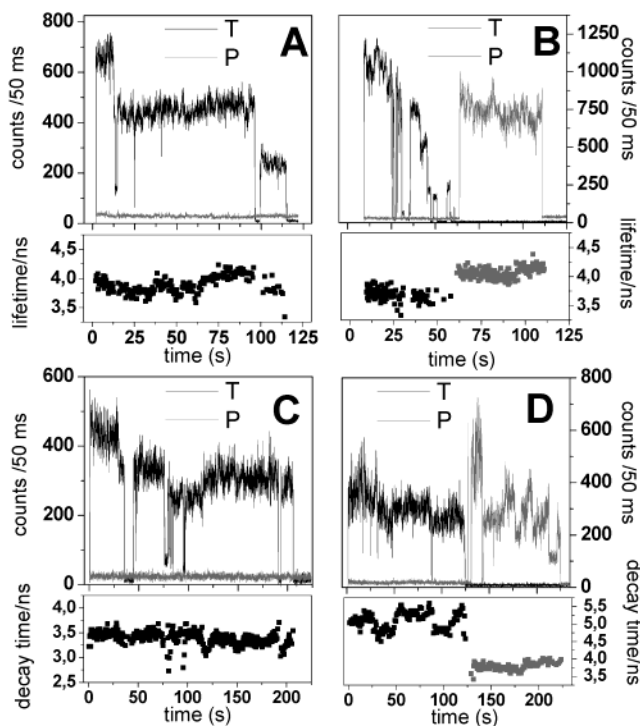 A
T
P
counts /50 ms
800
600
400
200
0
lifetime/ns
4,5
4,0
3,5
0 25 50 75 100 125
time (s)
B
T
P
counts /50 ms
1250
1000
750
500
250
0
lifetime/ns
4,5
4,0
3,5
0 25 50 75 100 125
time (s)
C
T
P
counts /50 ms
600
400
200
0
decay time/ns
4,0
3,5
3,0
2,5
0 50 100 150 200
time (s)
D
T
P
counts /50 ms
800
600
400
200
0
decay time/ns
5,5
5,0
4,5
4,0
3,5
0 50 100 150 200
time (s)